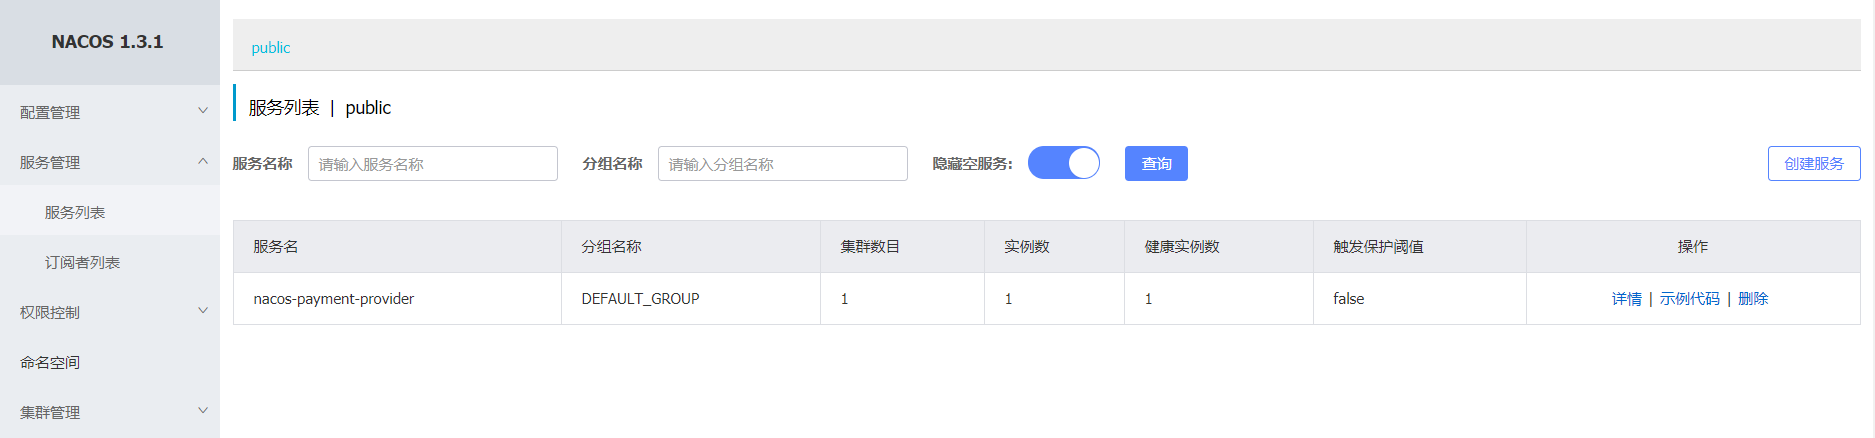 NACOS 1.3.1
配置管理
服务管理
服务列表
订阅者列表
权限控制
命名空间
集群管理
public
服务列表 | public
服务名称 请输入服务名称 分组名称 请输入分组名称 隐藏空服务: 查询 创建服务
服务名 分组名称 集群数目 实例数 健康实例数 触发保护阈值 操作
nacos-payment-provider DEFAULT_GROUP 1 1 1 false 详情 | 示例代码 | 删除